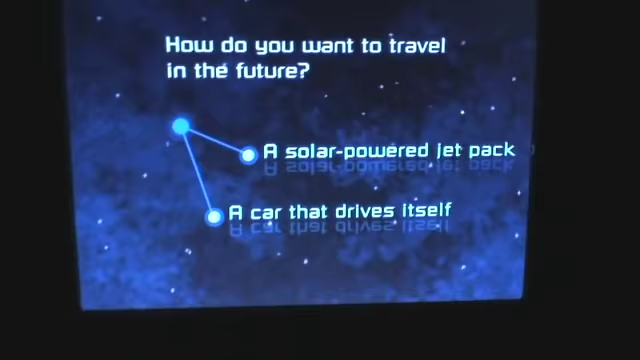 How do you want to travel
in the future?
A solar-powered jet pack
A car that drives itself